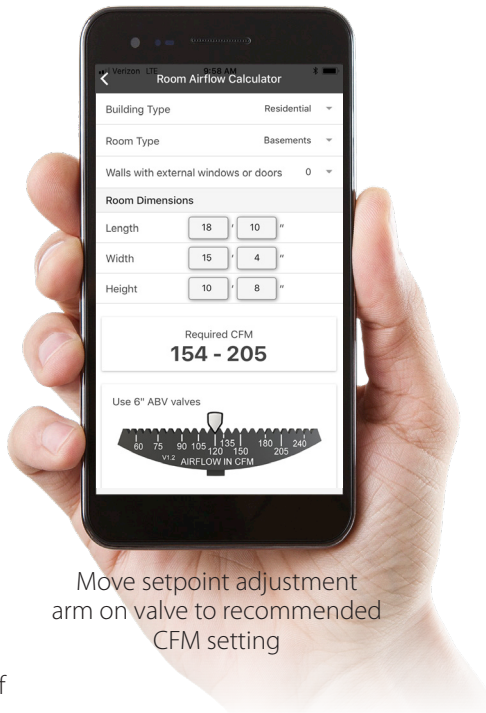 Verizon LTE 9:58 AM
Room Airflow Calculator
Building Type Residential
Room Type Basements
Walls with external windows or doors 0
Room Dimensions
Length 18 ' 10 "
Width 15 ' 4 "
Height 10 ' 8 "
Required CFM
154 - 205
Use 6" ABV valves
60 75 90 105 120 135 150 180 205 240
V1.2 AIRFLOW IN CFM
Move setpoint adjustment
arm on valve to recommended
CFM setting
f